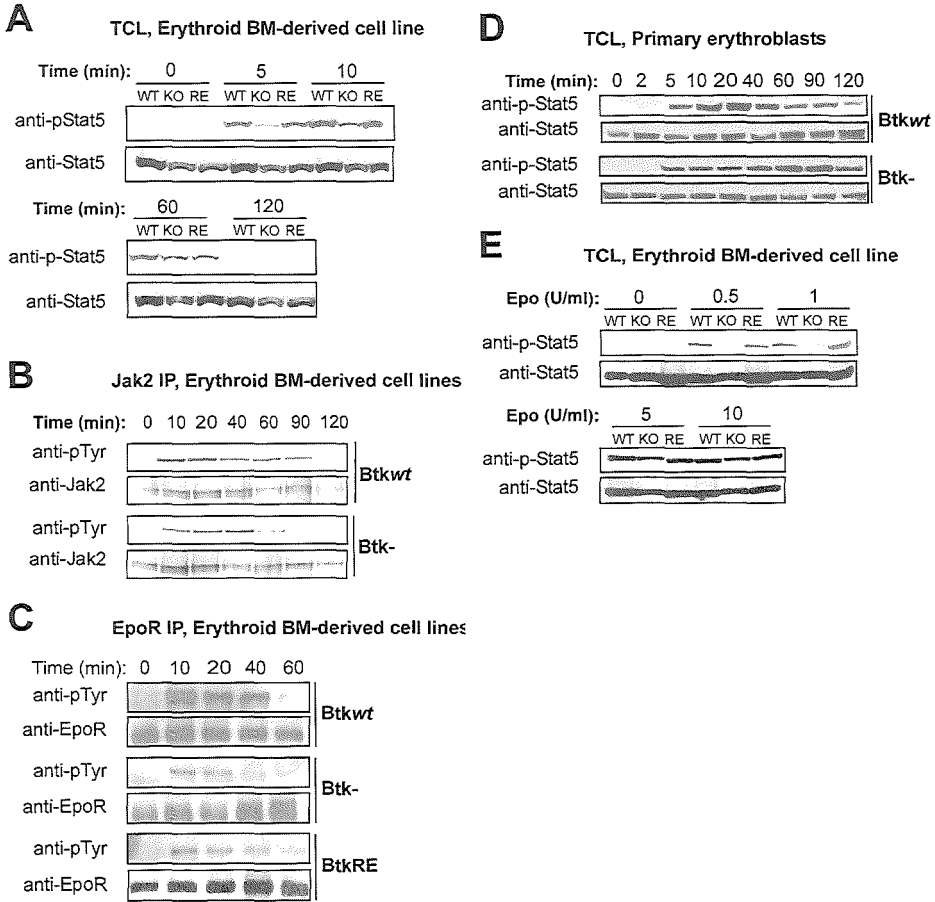 A
TCL, Erythroid BM-derived cell line
Time (min): 0 5 10
WT KO RE WT KO RE WT KO RE
anti-pStat5
anti-Stat5
Time (min): 60 120
WT KO RE WT KO RE
anti-p-Stat5
anti-Stat5
B
Jak2 IP, Erythroid BM-derived cell lines
Time (min): 0 10 20 40 60 90 120
anti-pTyr
anti-Jak2
Btkwt
anti-pTyr
anti-Jak2
Btk-
C
EpoR IP, Erythroid BM-derived cell lines
Time (min): 0 10 20 40 60
anti-pTyr
anti-EpoR
Btkwt
anti-pTyr
anti-EpoR
Btk-
anti-pTyr
anti-EpoR
BtkRE
D
TCL, Primary erythroblasts
Time (min): 0 2 5 10 20 40 60 90 120
anti-p-Stat5
anti-Stat5
Btkwt
anti-p-Stat5
anti-Stat5
Btk-
E
TCL, Erythroid BM-derived cell line
Epo (U/ml): 0 0.5 1
WT KO RE WT KO RE WT KO RE
anti-p-Stat5
anti-Stat5
Epo (U/ml): 5 10
WT KO RE WT KO RE
anti-p-Stat5
anti-Stat5